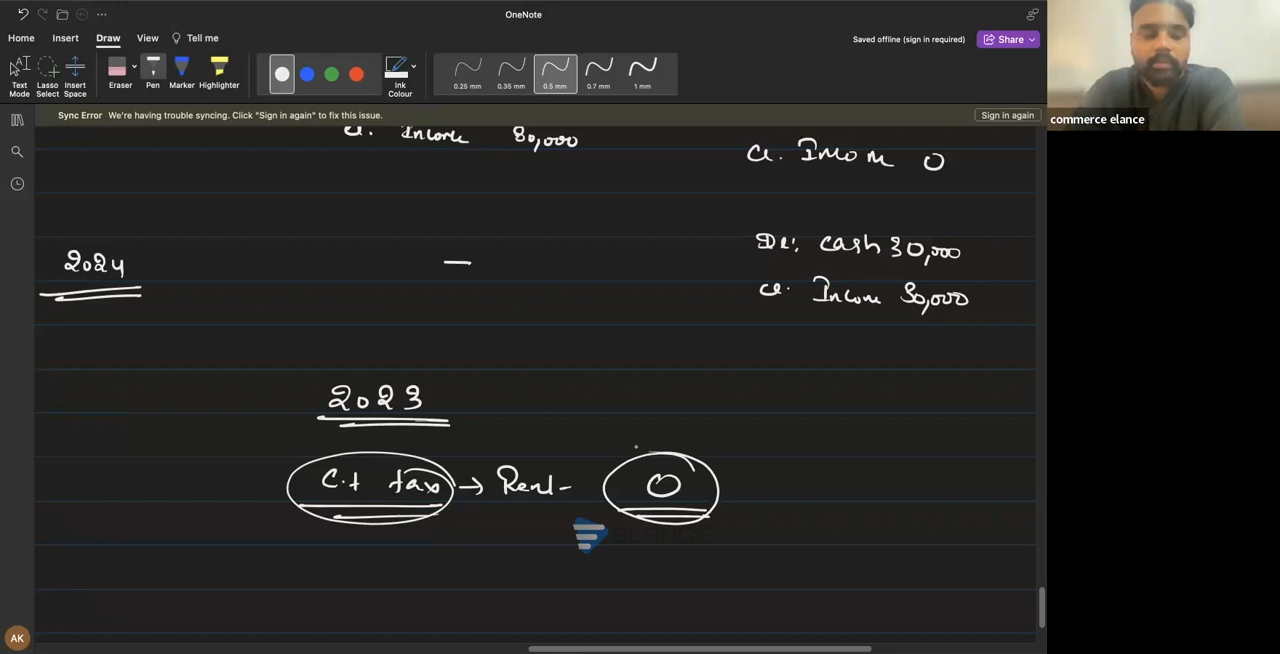 OneNote
Home Insert Draw View Tell me
Saved offline (sign in required) Share
Text Mode Lasso Select Insert Space Eraser Pen Marker Highlighter Ink Colour 0.25 mm 0.35 mm 0.5 mm 0.7 mm 1 mm
Sync Error We're having trouble syncing. Click "Sign in again" to fix this issue. Sign in again
commerce elance
Income 30,000
Cr. Income 0
2024 —
Dr: Cash 30,000
Cr. Income 30,000
2023
C.t tax → Rent - 0
AK